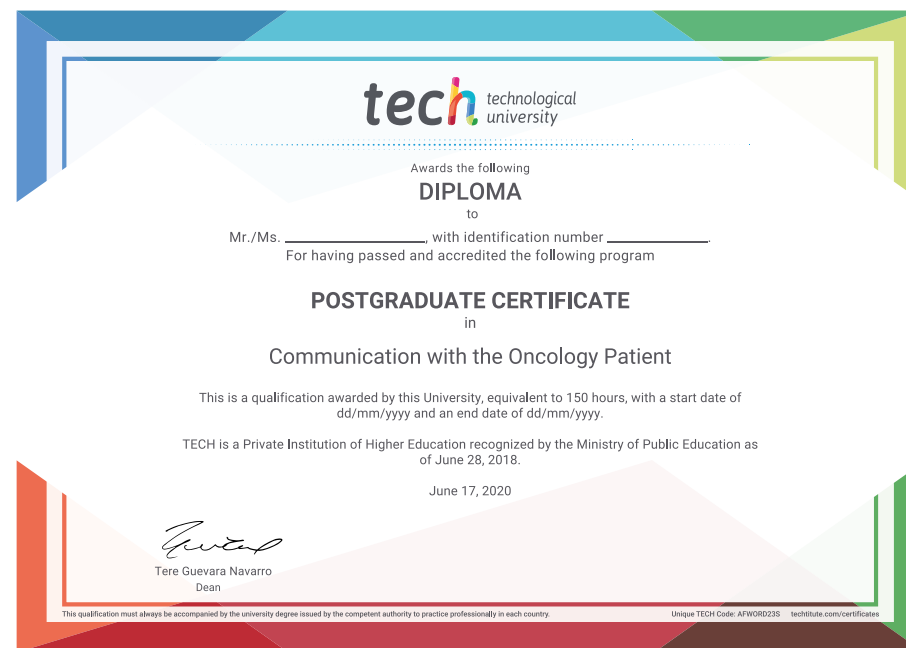 tech technological
university
Awards the following
DIPLOMA
to
Mr./Ms. ____________, with identification number ____________.
For having passed and accredited the following program
POSTGRADUATE CERTIFICATE
in
Communication with the Oncology Patient
This is a qualification awarded by this University, equivalent to 150 hours, with a start date of
dd/mm/yyyy and an end date of dd/mm/yyyy.
TECH is a Private Institution of Higher Education recognized by the Ministry of Public Education as
of June 28, 2018.
June 17, 2020
Tere Guevara Navarro
Dean
This qualification must always be accompanied by the university degree issued by the competent authority to practice professionally in each country. Unique TECH Code: AFWORD23S techtitute.com/certificates